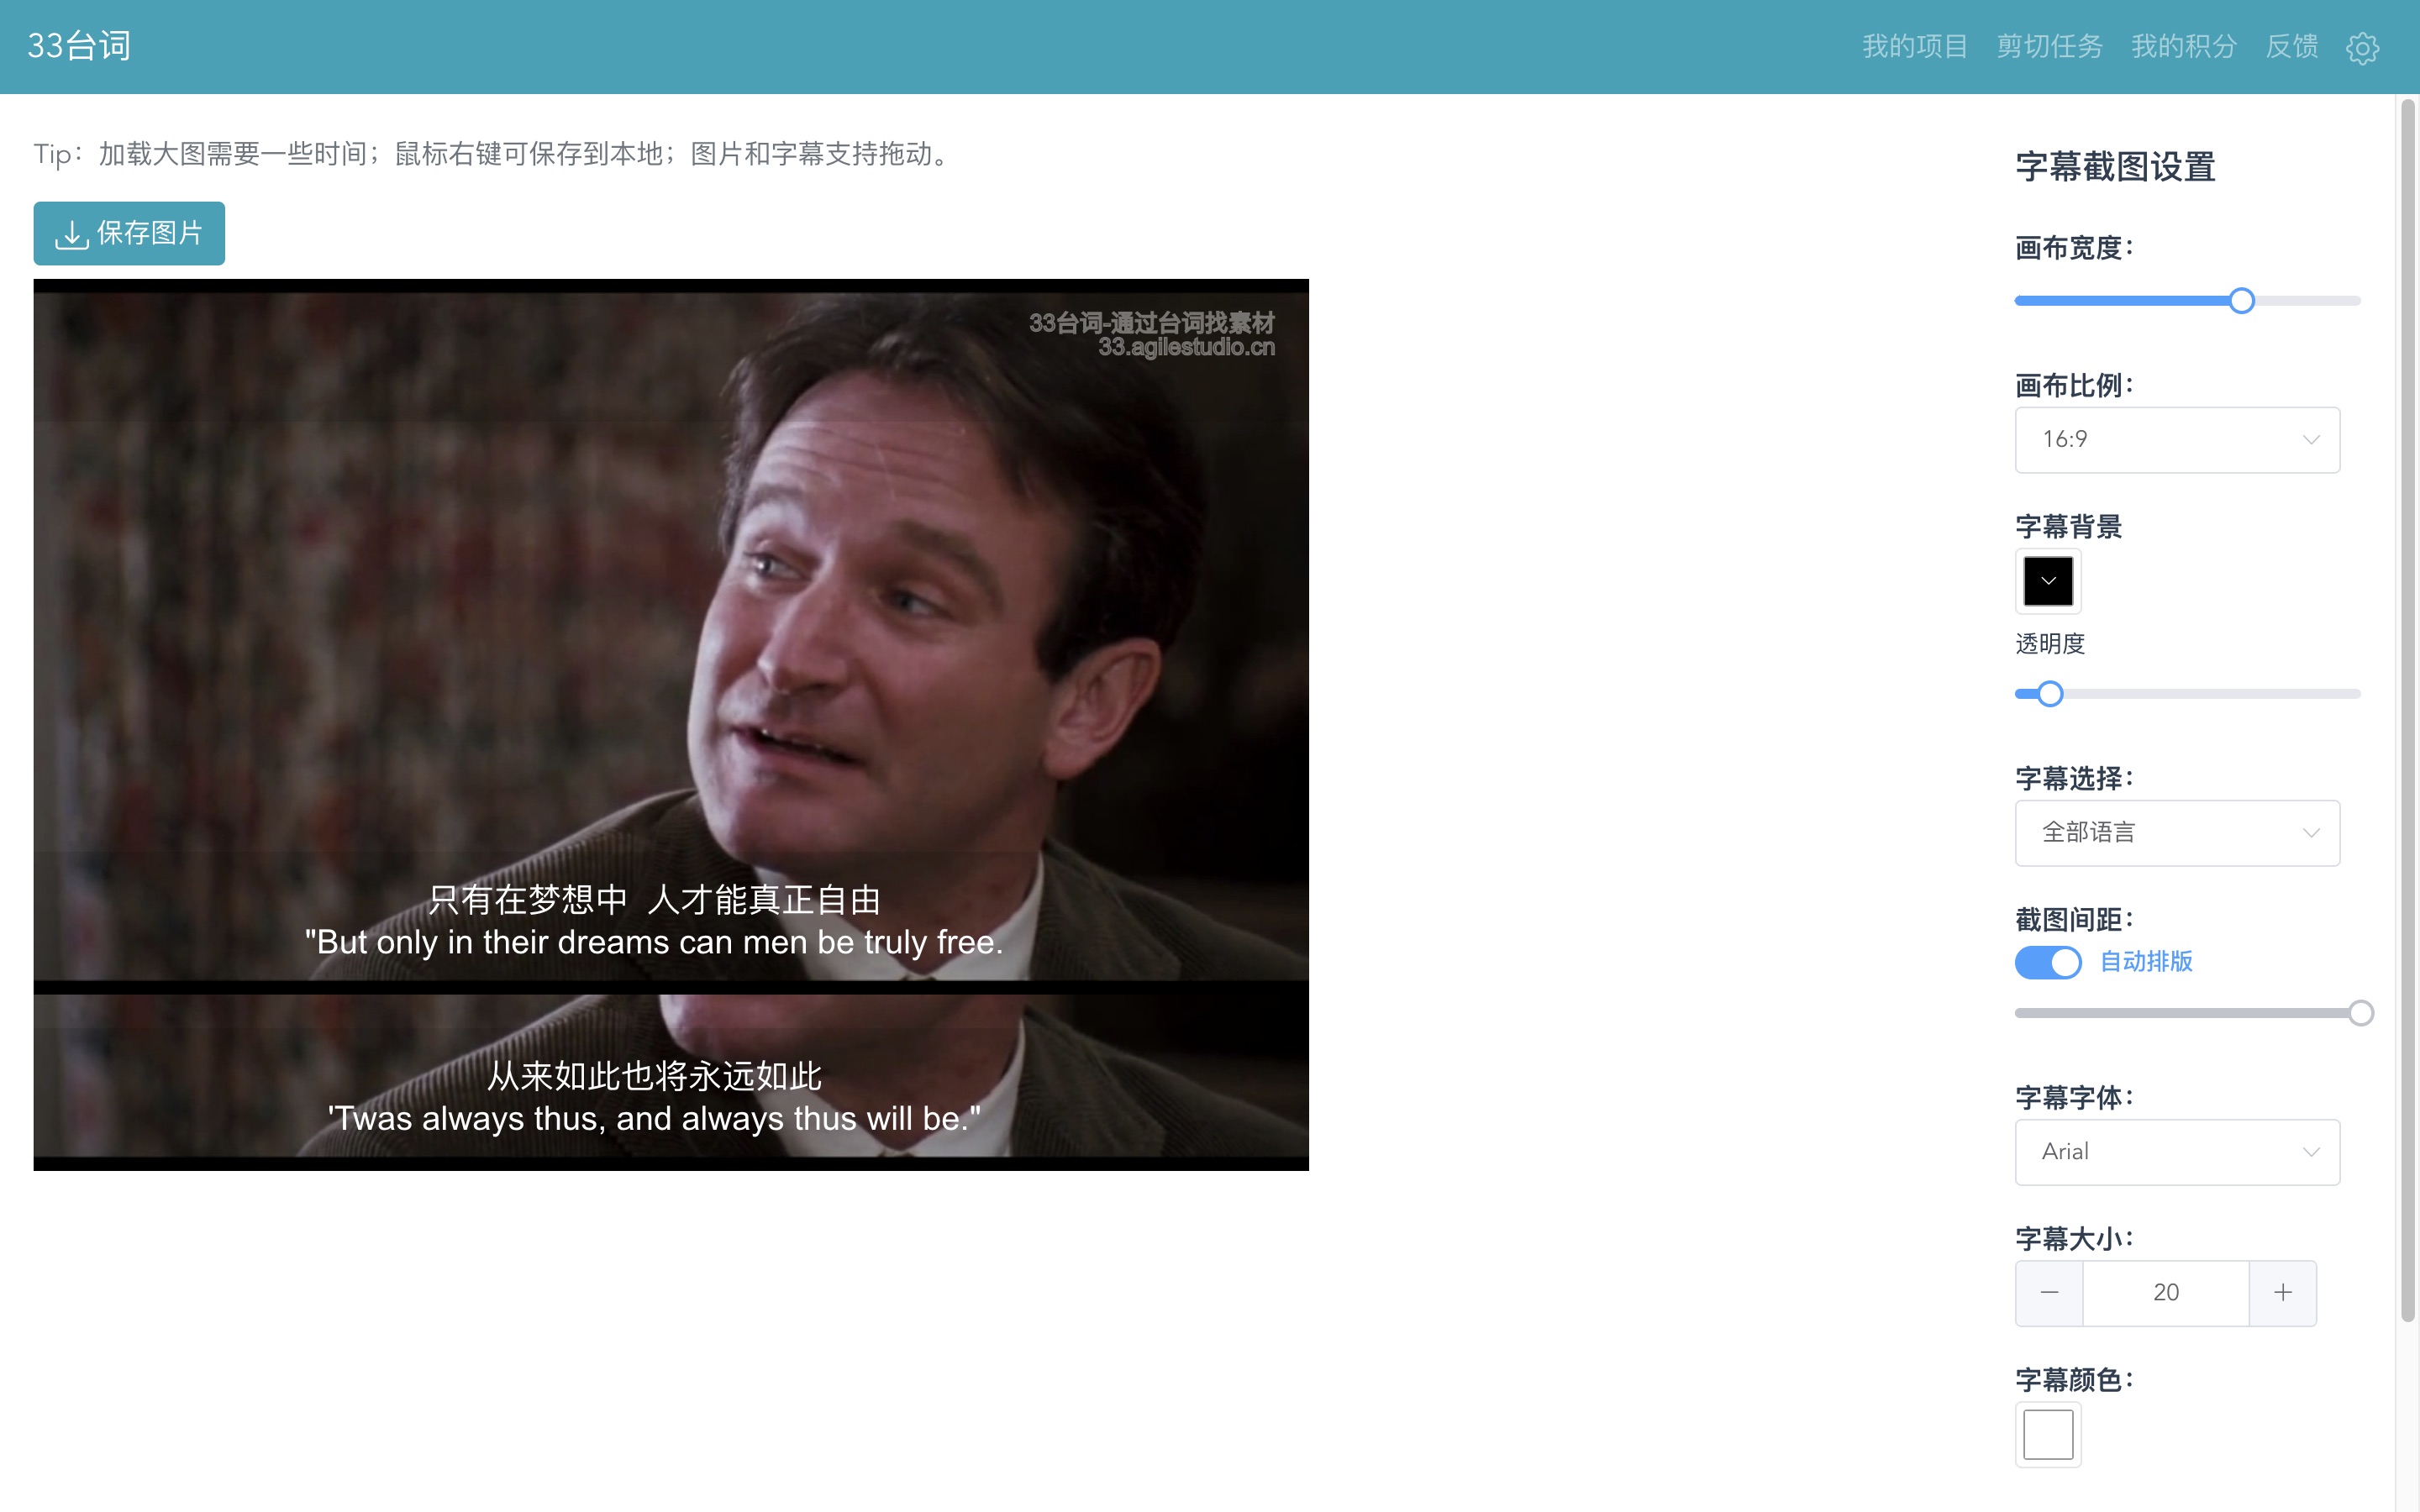 33台词
我的项目 剪切任务 我的积分 反馈
Tip：加载大图需要一些时间；鼠标右键可保存到本地；图片和字幕支持拖动。
保存图片
33台词-通过台词找素材
33.agilestudio.cn
只有在梦想中 人才能真正自由
"But only in their dreams can men be truly free.
从来如此也将永远如此
'Twas always thus, and always thus will be."
字幕截图设置
画布宽度：
画布比例：
16:9
字幕背景
透明度
字幕选择：
全部语言
截图间距：
自动排版
字幕字体：
Arial
字幕大小：
20
字幕颜色：